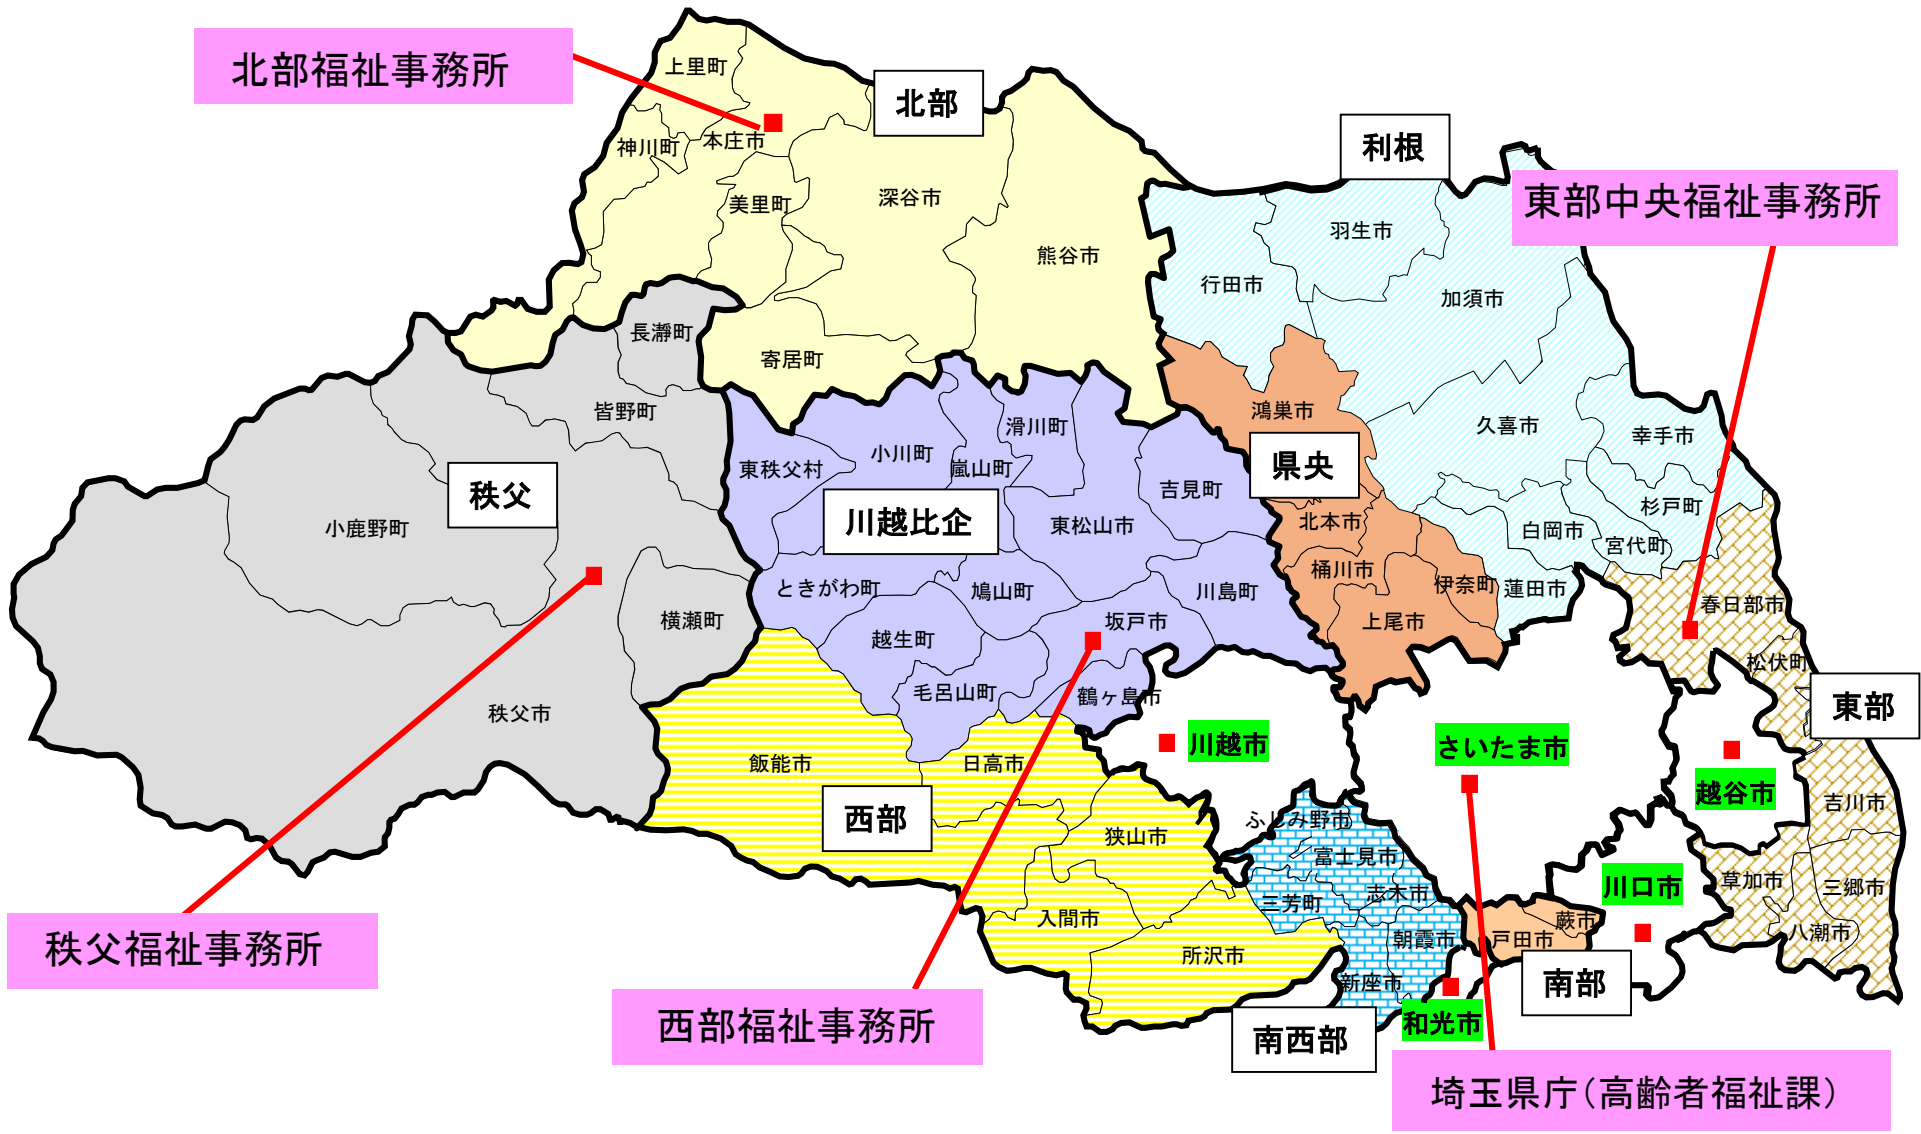 北部福祉事務所
上里町
北部
利根
神川町
本庄市
東部中央福祉事務所
美里町
深谷市
羽生市
熊谷市
行田市
加須市
長瀞町
寄居町
皆野町
鴻巣市
久喜市
幸手市
滑川町
小川町
東秩父村
嵐山町
県央
秩父
吉見町
小鹿野町
川越比企
東松山市
北本市
白岡市
杉戸町
宮代町
ときがわ町
鳩山町
川島町
桶川市
伊奈町
蓮田市
春日部市
横瀬町
越生町
坂戸市
上尾市
松伏町
毛呂山町
鶴ヶ島市
東部
秩父市
川越市
さいたま市
飯能市
日高市
越谷市
吉川市
西部
ふじみ野市
狭山市
富士見市
川口市
草加市
三郷市
志木市
三芳町
入間市
蕨市
戸田市
八潮市
朝霞市
所沢市
秩父福祉事務所
新座市
南部
西部福祉事務所
南西部
和光市
埼玉県庁（高齢者福祉課）